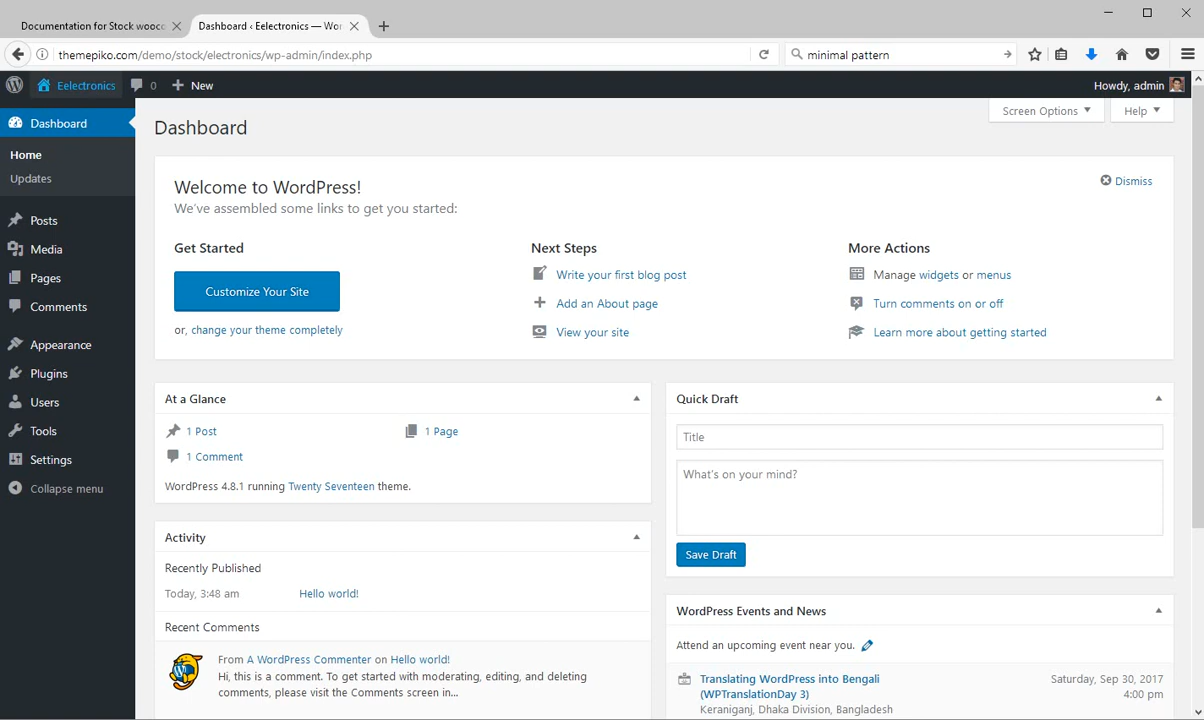 Documentation for Stock wooco
Dashboard ‹ Eelectronics — Wor
themepiko.com/demo/stock/electronics/wp-admin/index.php
minimal pattern
Eelectronics 0 New
Howdy, admin
Dashboard
Home
Updates
Posts
Media
Pages
Comments
Appearance
Plugins
Users
Tools
Settings
Collapse menu
Dashboard
Screen Options
Help
Welcome to WordPress!
We've assembled some links to get you started:
Dismiss
Get Started
Customize Your Site
or, change your theme completely
Next Steps
Write your first blog post
Add an About page
View your site
More Actions
Manage widgets or menus
Turn comments on or off
Learn more about getting started
At a Glance
1 Post
1 Page
1 Comment
WordPress 4.8.1 running Twenty Seventeen theme.
Activity
Recently Published
Today, 3:48 am Hello world!
Recent Comments
From A WordPress Commenter on Hello world!
Hi, this is a comment. To get started with moderating, editing, and deleting
comments, please visit the Comments screen in...
Quick Draft
Title
What's on your mind?
Save Draft
WordPress Events and News
Attend an upcoming event near you.
Translating WordPress into Bengali
(WPTranslationDay 3)
Keraniganj, Dhaka Division, Bangladesh
Saturday, Sep 30, 2017
4:00 pm